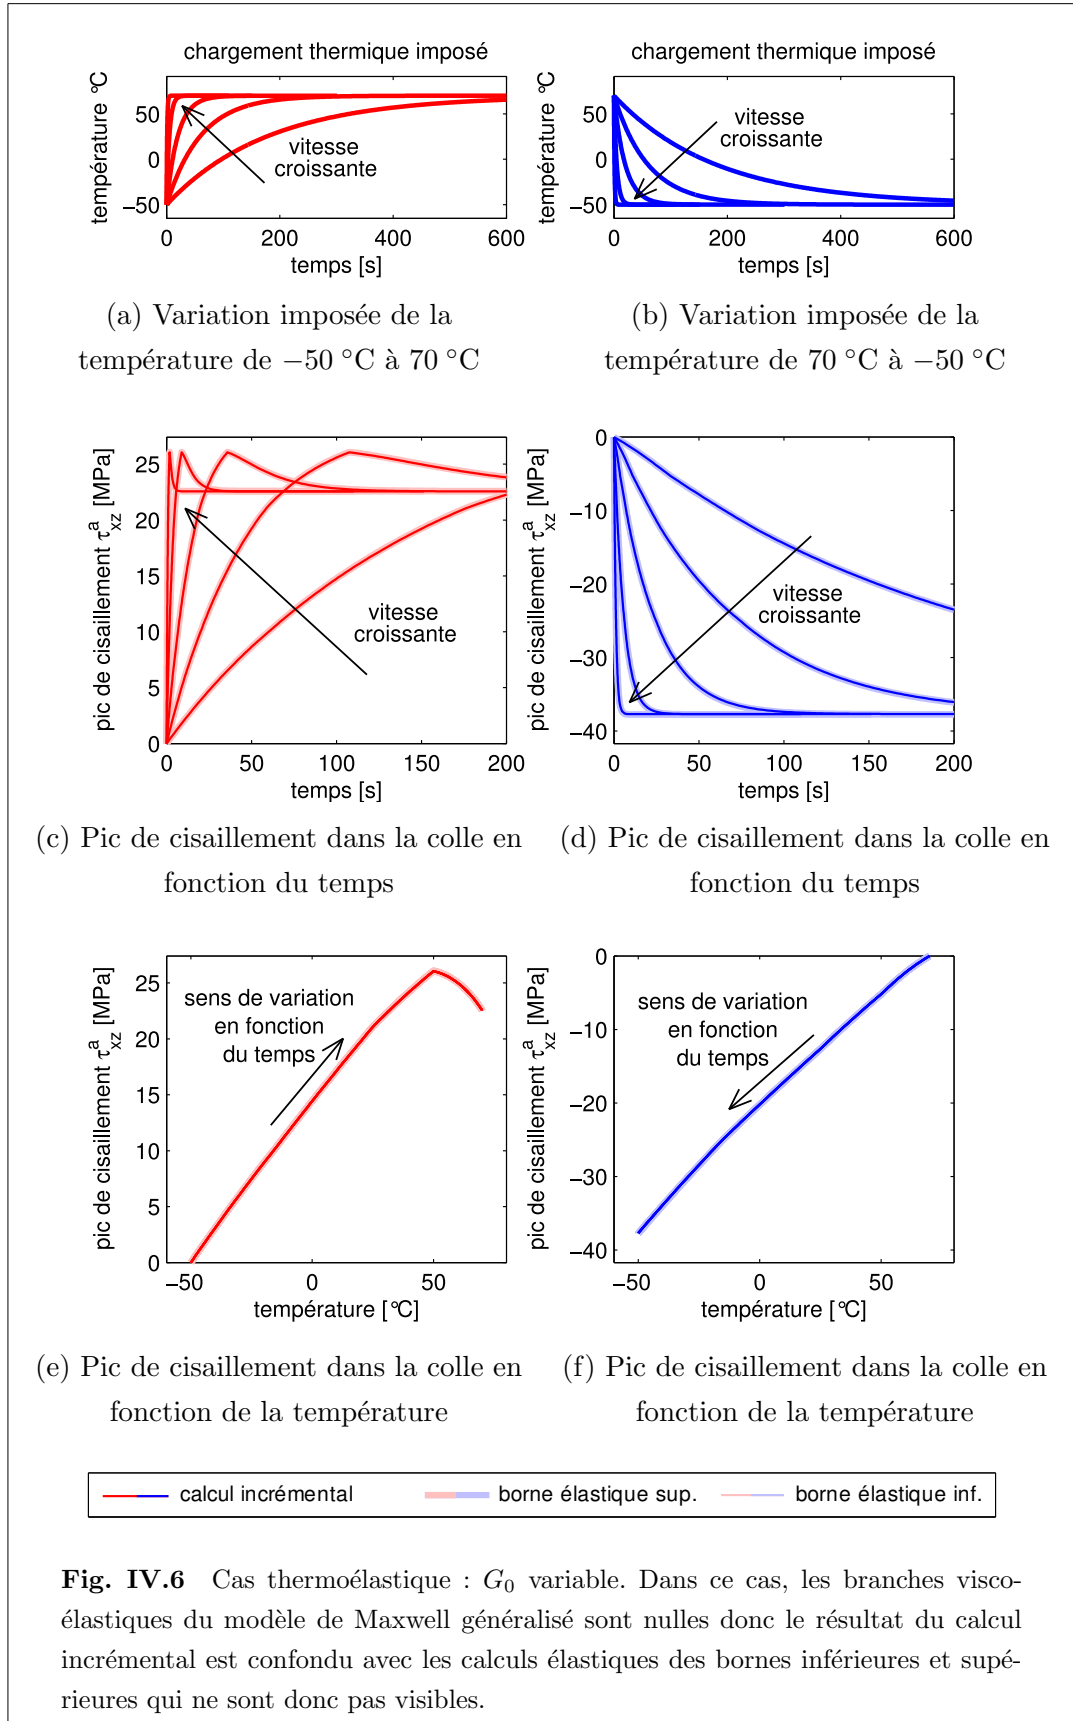 chargement thermique imposé
température °C
50
0
−50
0
200
400
600
temps [s]
vitesse
croissante
(a) Variation imposée de la
température de −50 °C à 70 °C
chargement thermique imposé
température °C
50
0
−50
0
200
400
600
temps [s]
vitesse
croissante
(b) Variation imposée de la
température de 70 °C à −50 °C
pic de cisaillement τ^a_xz [MPa]
25
20
15
10
5
0
0
50
100
150
200
temps [s]
vitesse
croissante
(c) Pic de cisaillement dans la colle en
fonction du temps
pic de cisaillement τ^a_xz [MPa]
0
−10
−20
−30
−40
0
50
100
150
200
temps [s]
vitesse
croissante
(d) Pic de cisaillement dans la colle en
fonction du temps
pic de cisaillement τ^a_xz [MPa]
25
20
15
10
5
0
−50
0
50
température [°C]
sens de variation
en fonction
du temps
(e) Pic de cisaillement dans la colle en
fonction de la température
pic de cisaillement τ^a_xz [MPa]
0
−10
−20
−30
−40
−50
0
50
température [°C]
sens de variation
en fonction
du temps
(f) Pic de cisaillement dans la colle en
fonction de la température
calcul incrémental
borne élastique sup.
borne élastique inf.
Fig. IV.6 Cas thermoélastique : G₀ variable. Dans ce cas, les branches visco-
élastiques du modèle de Maxwell généralisé sont nulles donc le résultat du calcul
incrémental est confondu avec les calculs élastiques des bornes inférieures et supé-
rieures qui ne sont donc pas visibles.